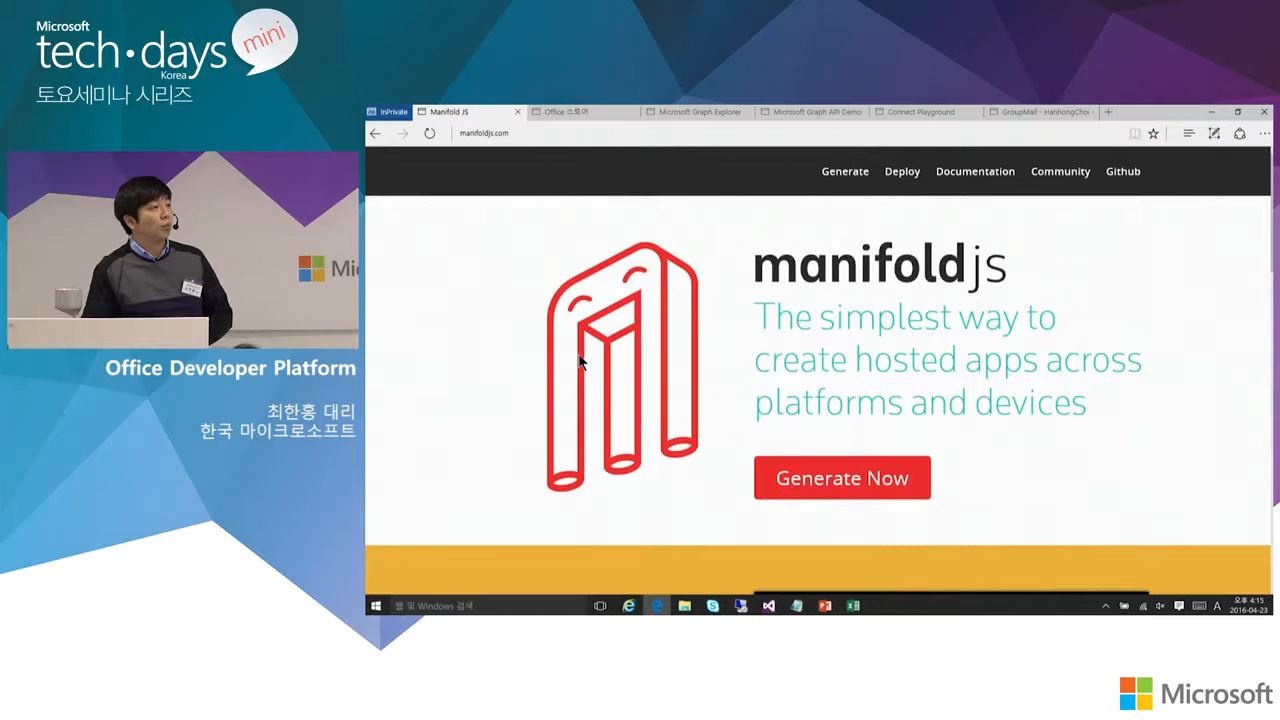 Microsoft
tech·days
Korea
mini
토요세미나 시리즈
InPrivate
Manifold JS
Office 스토어
Microsoft Graph Explorer
Microsoft Graph API Demo
Connect Playground
GroupMail - HanhongChoi -
manifoldjs.com
Generate
Deploy
Documentation
Community
Github
manifoldjs
The simplest way to
create hosted apps across
platforms and devices
Generate Now
Mic
Office Developer Platform
최한홍 대리
한국 마이크로소프트
웹 및 Windows 검색
A
오후 4:15
2016-04-23
Microsoft